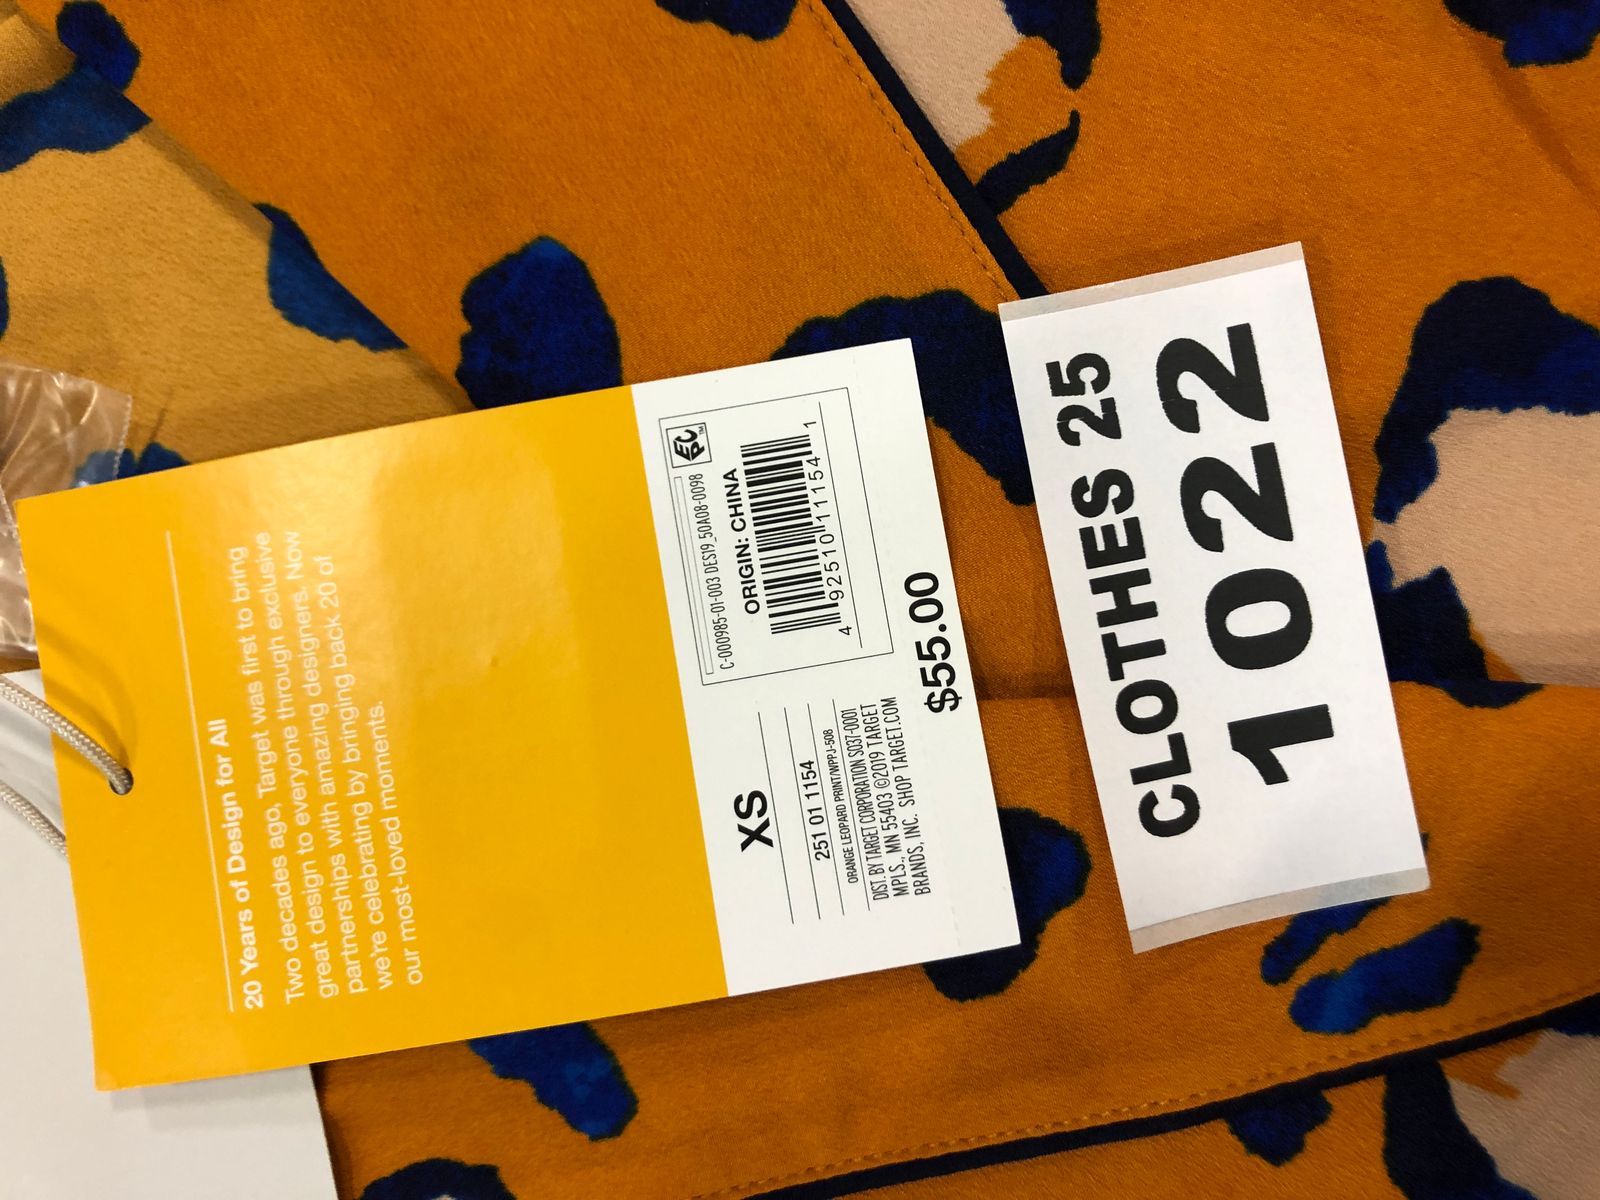 20 Years of Design for All
Two decades ago, Target was first to bring
great design to everyone through exclusive
partnerships with amazing designers. Now
we're celebrating by bringing back 20 of
our most-loved moments.
C-000985-01-003 DES19_50A08-0098
EPC™
ORIGIN: CHINA
4 92510 11154 1
XS
251 01 1154
ORANGE LEOPARD PRINT/WPPJ-508
DIST. BY TARGET CORPORATION S037-0001
MPLS., MN 55403 ©2019 TARGET
BRANDS, INC. SHOP TARGET.COM
$55.00
CLOTHES 25
1022